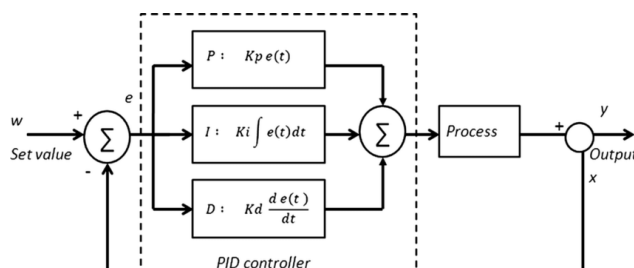 P : Kp e(t)
w
+
e
Σ
I : Ki ∫ e(t)dt
Σ
Process
+
y
Set value
-
Output
x
D : Kd d e(t)/dt
PID controller